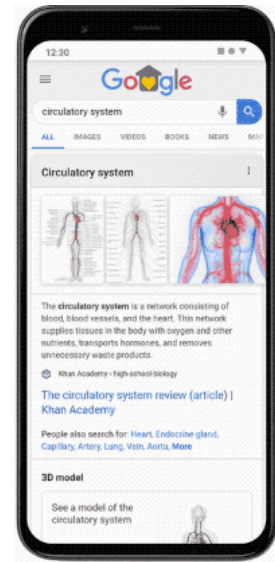 12:30
Google
circulatory system
ALL IMAGES VIDEOS BOOKS NEWS MAP
Circulatory system
The circulatory system is a network consisting of
blood, blood vessels, and the heart. This network
supplies tissues in the body with oxygen and other
nutrients, transports hormones, and removes
unnecessary waste products.
Khan Academy › high-school-biology
The circulatory system review (article) |
Khan Academy
People also search for: Heart, Endocrine gland,
Capillary, Artery, Lung, Vein, Aorta, More
3D model
See a model of the
circulatory system